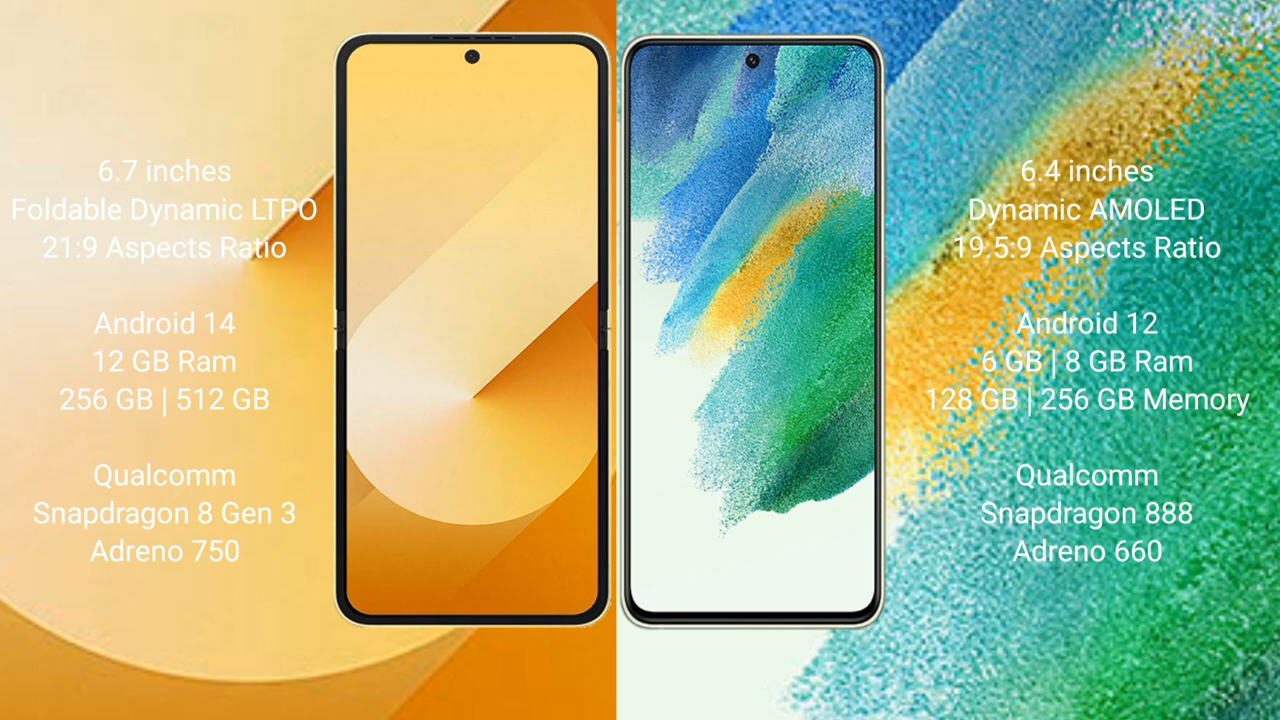 6.7 inches
Foldable Dynamic LTPO
21:9 Aspects Ratio
Android 14
12 GB Ram
256 GB | 512 GB
Qualcomm
Snapdragon 8 Gen 3
Adreno 750
6.4 inches
Dynamic AMOLED
19.5:9 Aspects Ratio
Android 12
6 GB | 8 GB Ram
128 GB | 256 GB Memory
Qualcomm
Snapdragon 888
Adreno 660